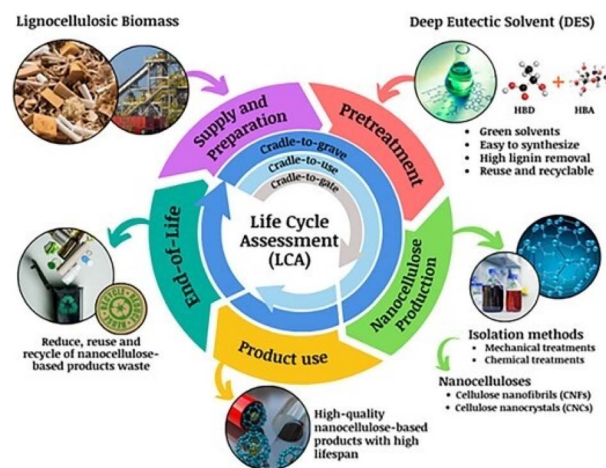 Lignocellulosic Biomass
Deep Eutectic Solvent (DES)
HBD
HBA
• Green solvents
• Easy to synthesize
• High lignin removal
• Reuse and recyclable
Supply and
Preparation
Pretreatment
Cradle-to-grave
Cradle-to-use
Cradle-to-gate
Life Cycle
Assessment
(LCA)
End-of-Life
Nanocellulose
Production
Product use
Reduce, reuse and
recycle of nanocellulose-
based products waste
Isolation methods
• Mechanical treatments
• Chemical treatments
Nanocelluloses
• Cellulose nanofibrils (CNFs)
• Cellulose nanocrystals (CNCs)
High-quality
nanocellulose-based
products with high
lifespan